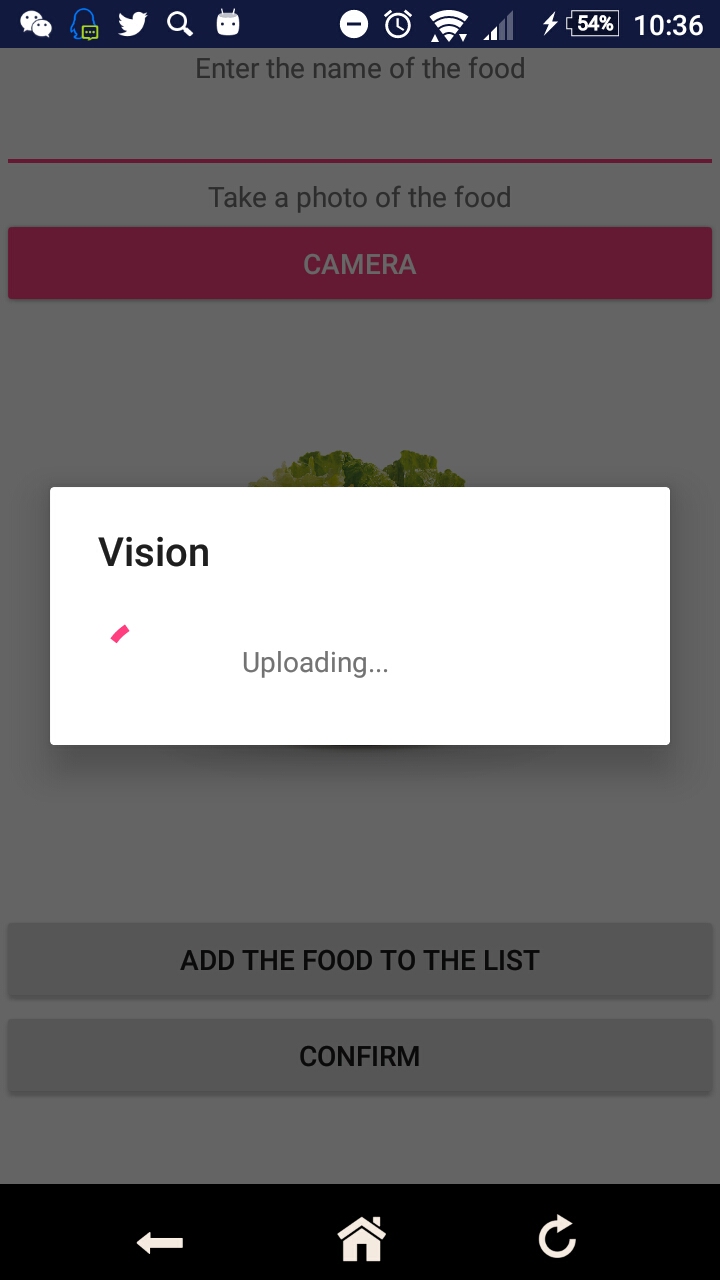 54% 10:36
Enter the name of the food
Take a photo of the food
CAMERA
Vision
Uploading...
ADD THE FOOD TO THE LIST
CONFIRM